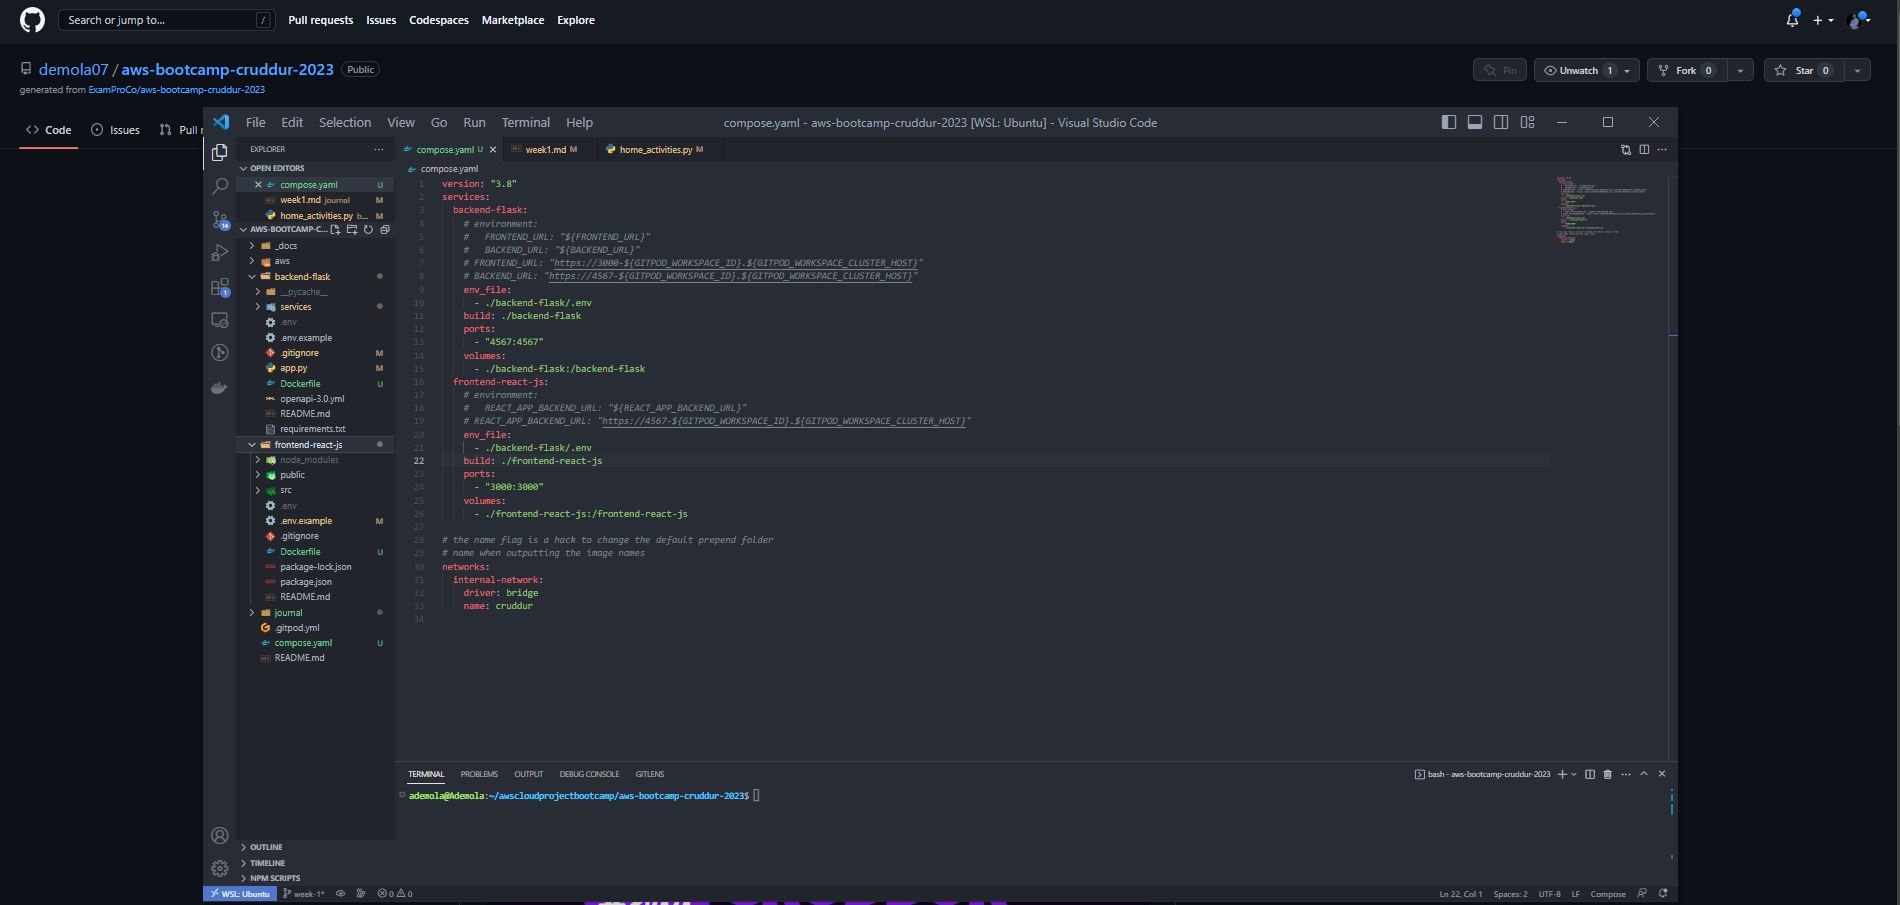 Search or jump to... /
Pull requests Issues Codespaces Marketplace Explore
demola07 / aws-bootcamp-cruddur-2023 Public
Pin Unwatch 1 Fork 0 Star 0
generated from ExamProCo/aws-bootcamp-cruddur-2023
Code Issues Pull r
File Edit Selection View Go Run Terminal Help
compose.yaml - aws-bootcamp-cruddur-2023 [WSL: Ubuntu] - Visual Studio Code
EXPLORER
OPEN EDITORS
compose.yaml U
week1.md journal M
home_activities.py b... M
AWS-BOOTCAMP-C...
_docs
aws
backend-flask
__pycache__
services
.env
.env.example
.gitignore M
app.py M
Dockerfile U
openapi-3.0.yml
README.md
requirements.txt
frontend-react-js
node_modules
public
src
.env
.env.example M
.gitignore
Dockerfile U
package-lock.json
package.json
README.md
journal
.gitpod.yml
compose.yaml U
README.md
OUTLINE
TIMELINE
NPM SCRIPTS
14
1
compose.yaml U week1.md M home_activities.py M
compose.yaml
1 version: "3.8"
2 services:
3 backend-flask:
4 # environment:
5 #   FRONTEND_URL: "${FRONTEND_URL}"
6 #   BACKEND_URL: "${BACKEND_URL}"
7 # FRONTEND_URL: "https://3000-${GITPOD_WORKSPACE_ID}.${GITPOD_WORKSPACE_CLUSTER_HOST}"
8 # BACKEND_URL: "https://4567-${GITPOD_WORKSPACE_ID}.${GITPOD_WORKSPACE_CLUSTER_HOST}"
9 env_file:
10 - ./backend-flask/.env
11 build: ./backend-flask
12 ports:
13 - "4567:4567"
14 volumes:
15 - ./backend-flask:/backend-flask
16 frontend-react-js:
17 # environment:
18 #   REACT_APP_BACKEND_URL: "${REACT_APP_BACKEND_URL}"
19 # REACT_APP_BACKEND_URL: "https://4567-${GITPOD_WORKSPACE_ID}.${GITPOD_WORKSPACE_CLUSTER_HOST}
20 env_file:
21 - ./backend-flask/.env
22 build: ./frontend-react-js
23 ports:
24 - "3000:3000"
25 volumes:
26 - ./frontend-react-js:/frontend-react-js
27
28 # the name flag is a hack to change the default prepend folder
29 # name when outputting the image names
30 networks:
31 internal-network:
32 driver: bridge
33 name: cruddur
34
TERMINAL PROBLEMS OUTPUT DEBUG CONSOLE GITLENS
bash - aws-bootcamp-cruddur-2023
ademola@Ademola:~/awscloudprojectbootcamp/aws-bootcamp-cruddur-2023$
WSL: Ubuntu week-1* 0 0
Ln 22, Col 1 Spaces: 2 UTF-8 LF Compose